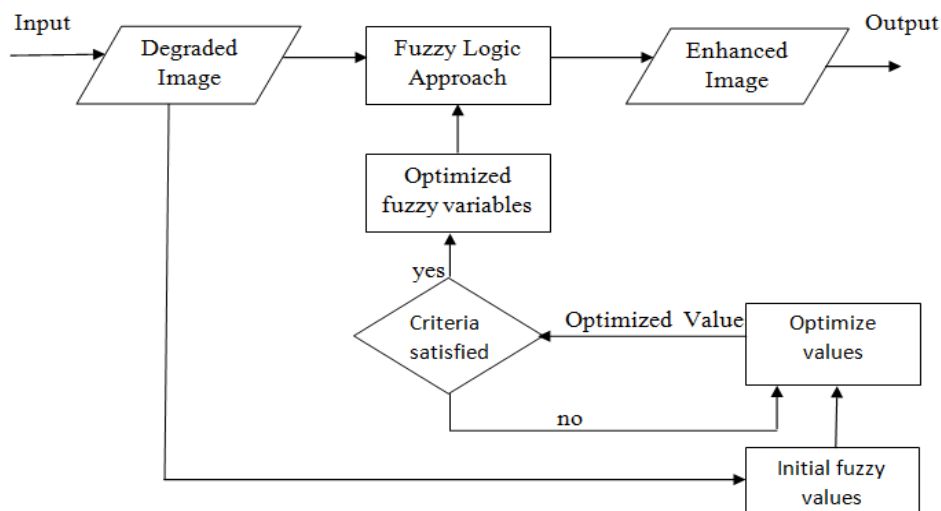 Input
Output
Degraded
Image
Fuzzy Logic
Approach
Enhanced
Image
Optimized
fuzzy variables
yes
Criteria
satisfied
Optimized Value
Optimize
values
no
Initial fuzzy
values